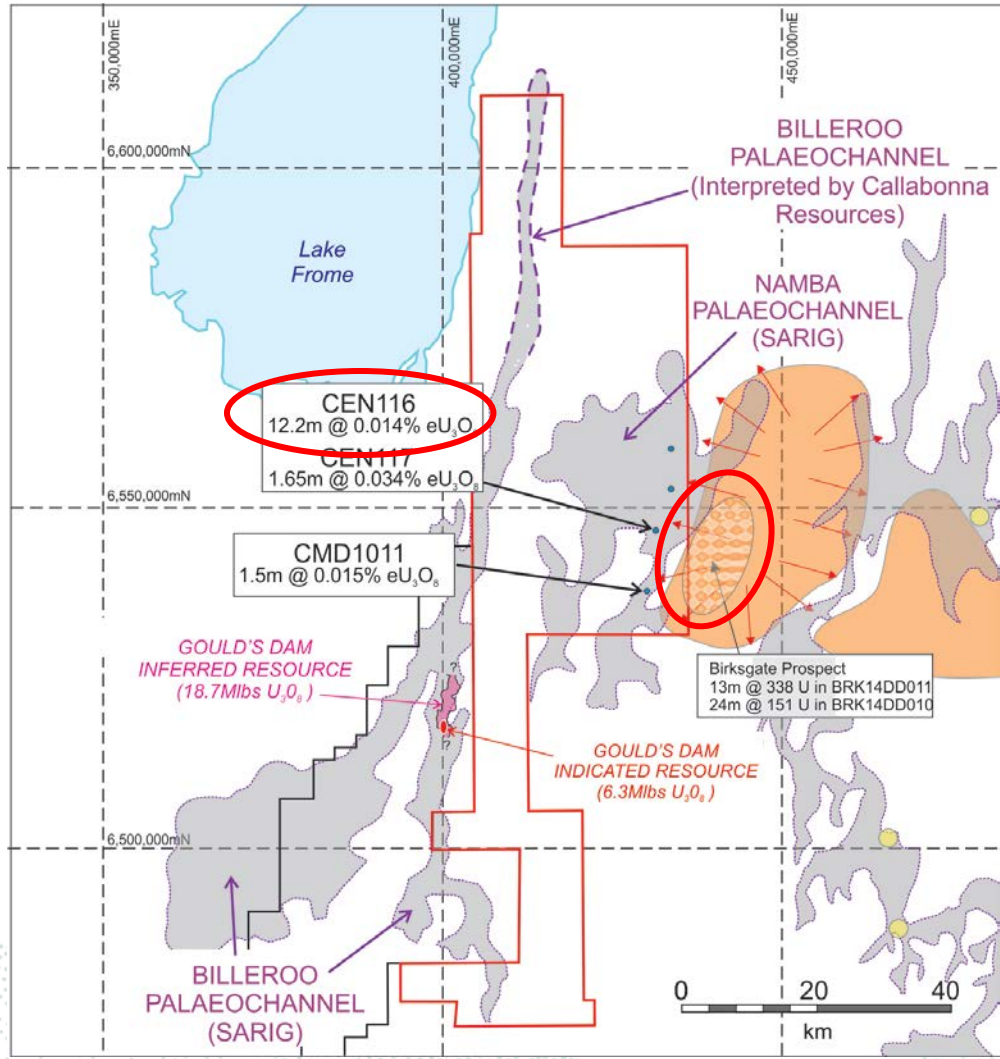 350,000mE
400,000mE
450,000mE
6,600,000mN
BILLEROO
PALAEOCHANNEL
(Interpreted by Callabonna
Resources)
Lake
Frome
NAMBA
PALAEOCHANNEL
(SARIG)
CEN116
12.2m @ 0.014% eU₃O
CEN117
1.65m @ 0.034% eU₃O₈
6,550,000mN
CMD1011
1.5m @ 0.015% eU₃O₈
GOULD'S DAM
INFERRED RESOURCE
(18.7Mlbs U₃0₈ )
?
?
Birksgate Prospect
13m @ 338 U in BRK14DD011
24m @ 151 U in BRK14DD010
GOULD'S DAM
INDICATED RESOURCE
(6.3Mlbs U₃0₈ )
6,500,000mN
BILLEROO
PALAEOCHANNEL
(SARIG)
0 20 40
km